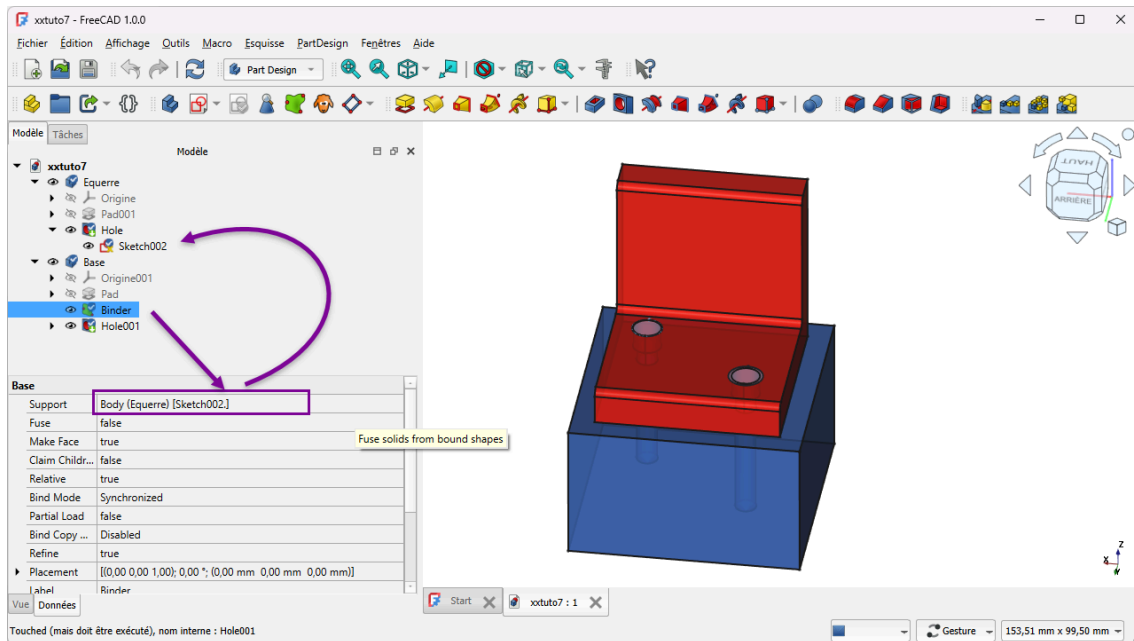 xxtuto7 - FreeCAD 1.0.0
Fichier Édition Affichage Outils Macro Esquisse PartDesign Fenêtres Aide
Part Design
Modèle Tâches
Modèle
xxtuto7
Equerre
Origine
Pad001
Hole
Sketch002
Base
Origine001
Pad
Binder
Hole001
HAUT
ARRIÈRE
Base
Support Body (Equerre) [Sketch002.]
Fuse false
Fuse solids from bound shapes
Make Face true
Claim Childr... false
Relative true
Bind Mode Synchronized
Partial Load false
Bind Copy ... Disabled
Refine true
Placement [(0,00 0,00 1,00); 0,00 °; (0,00 mm 0,00 mm 0,00 mm)]
Label Binder
Z
X
Y
Vue Données
Start xxtuto7 : 1
Touched (mais doit être exécuté), nom interne : Hole001
Gesture 153,51 mm x 99,50 mm